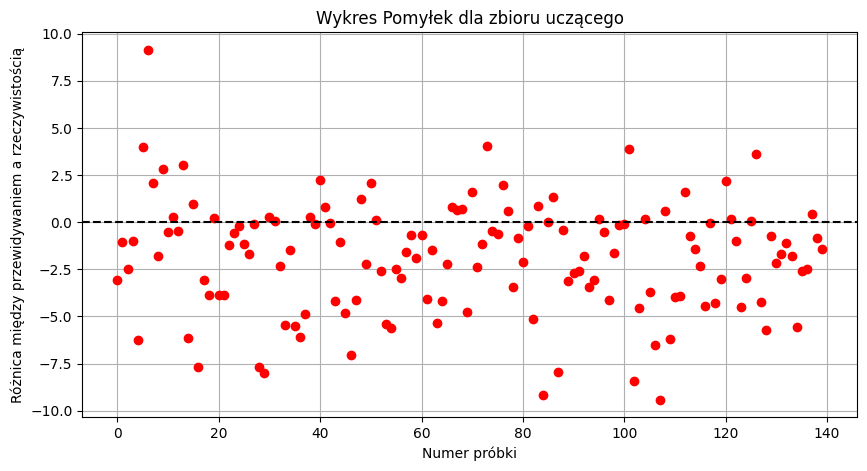 Wykres Pomyłek dla zbioru uczącego
Różnica między przewidywaniem a rzeczywistością
10.0
7.5
5.0
2.5
0.0
−2.5
−5.0
−7.5
−10.0
0 20 40 60 80 100 120 140
Numer próbki